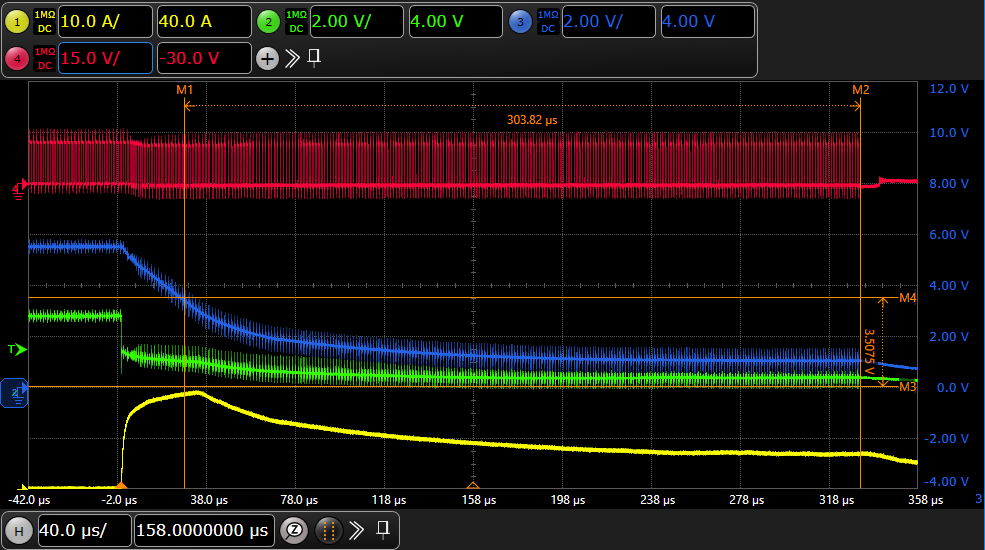 1 1MΩ DC 10.0 A/ 40.0 A 2 1MΩ DC 2.00 V/ 4.00 V 3 1MΩ DC 2.00 V/ 4.00 V
4 1MΩ DC 15.0 V/ -30.0 V +
M1 M2 12.0 V
303.82 µs
10.0 V
4 8.00 V
6.00 V
4.00 V
M4
T 2.00 V
3.5075 V
0.0 V
M3
-2.00 V
-4.00 V
-42.0 µs -2.0 µs 38.0 µs 78.0 µs 118 µs 158 µs 198 µs 238 µs 278 µs 318 µs 358 µs 3
H 40.0 µs/ 158.0000000 µs Z